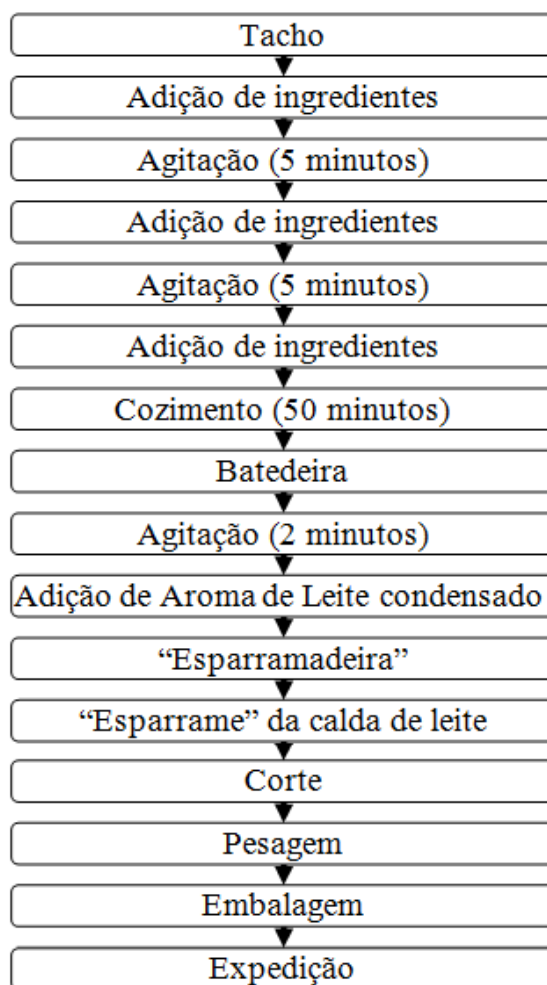 Tacho
Adição de ingredientes
Agitação (5 minutos)
Adição de ingredientes
Agitação (5 minutos)
Adição de ingredientes
Cozimento (50 minutos)
Batedeira
Agitação (2 minutos)
Adição de Aroma de Leite condensado
“Esparramadeira”
“Esparrame” da calda de leite
Corte
Pesagem
Embalagem
Expedição